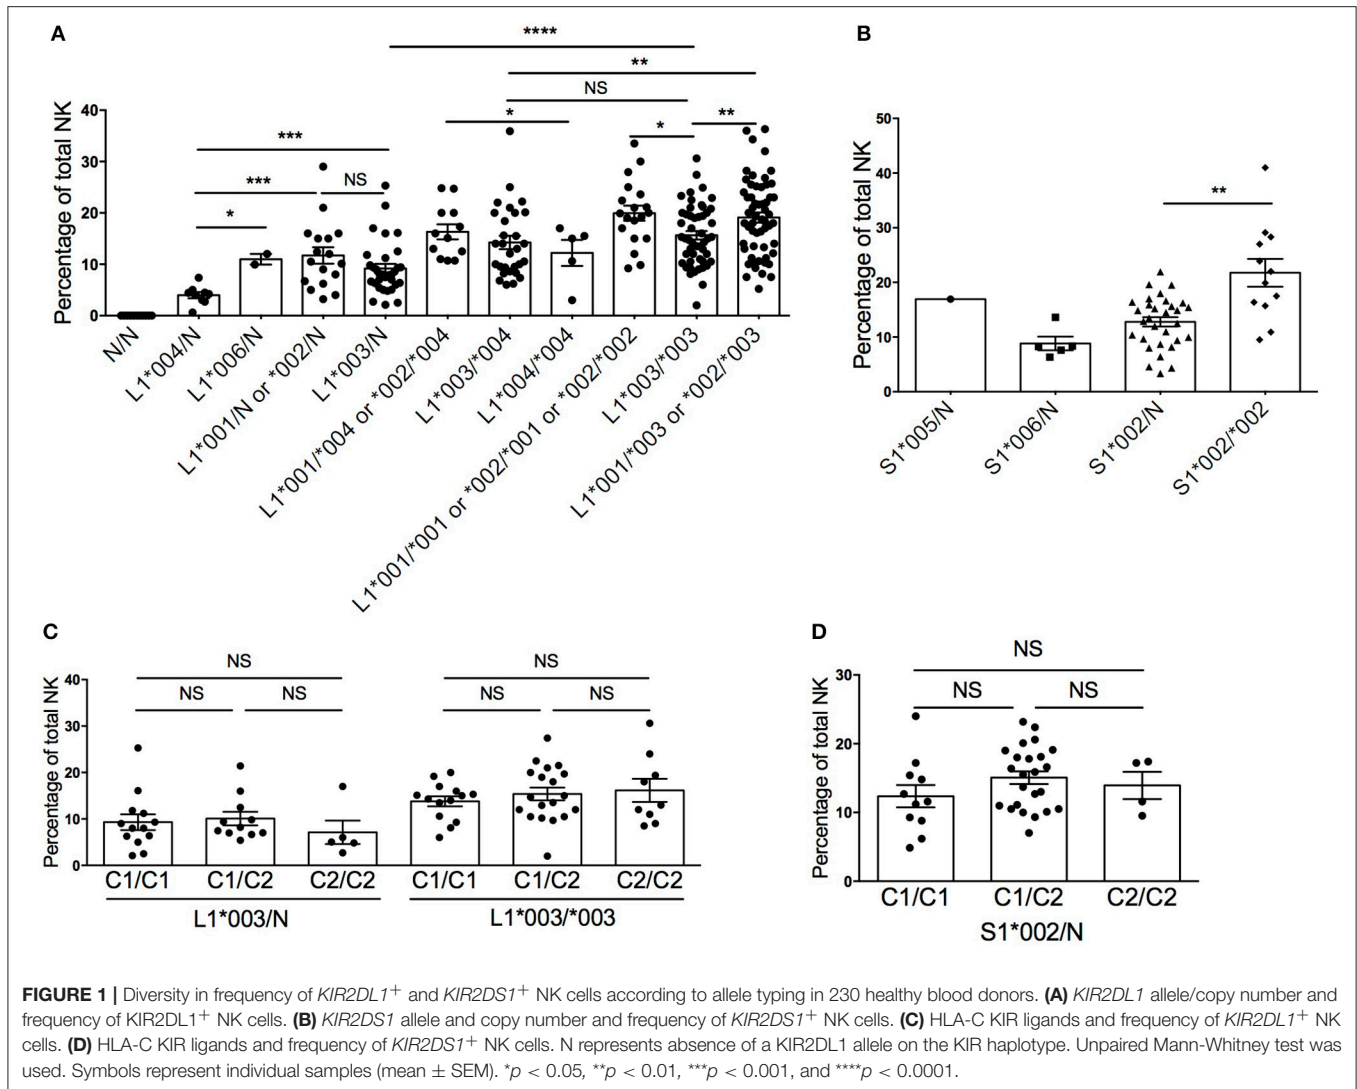 A
****
**
NS
*
**
*
***
***
NS
*
Percentage of total NK
40
30
20
10
0
N/N
L1*004/N
L1*006/N
L1*001/N or *002/N
L1*003/N
L1*001/*004 or *002/*004
L1*003/*004
L1*004/*004
L1*001/*001 or *002/*001 or *002/*002
L1*003/*003
L1*001/*003 or *002/*003
B
Percentage of total NK
50
40
30
20
10
0
**
S1*005/N
S1*006/N
S1*002/N
S1*002/*002
C
Percentage of total NK
40
30
20
10
0
NS
NS
NS
NS
NS
NS
C1/C1 C1/C2 C2/C2 C1/C1 C1/C2 C2/C2
L1*003/N L1*003/*003
D
Percentage of total NK
30
20
10
0
NS
NS
NS
C1/C1 C1/C2 C2/C2
S1*002/N
FIGURE 1 | Diversity in frequency of KIR2DL1+ and KIR2DS1+ NK cells according to allele typing in 230 healthy blood donors. (A) KIR2DL1 allele/copy number and
frequency of KIR2DL1+ NK cells. (B) KIR2DS1 allele and copy number and frequency of KIR2DS1+ NK cells. (C) HLA-C KIR ligands and frequency of KIR2DL1+ NK
cells. (D) HLA-C KIR ligands and frequency of KIR2DS1+ NK cells. N represents absence of a KIR2DL1 allele on the KIR haplotype. Unpaired Mann-Whitney test was
used. Symbols represent individual samples (mean ± SEM). *p < 0.05, **p < 0.01, ***p < 0.001, and ****p < 0.0001.